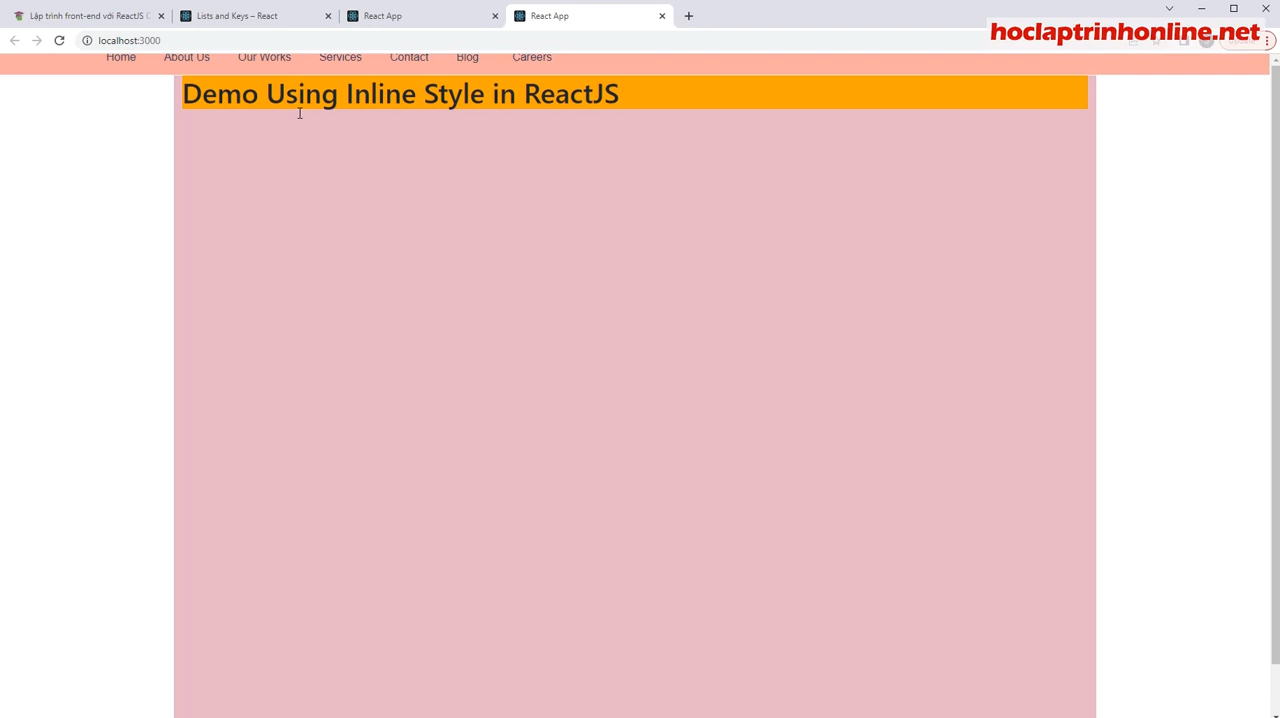 Lập trình front-end với ReactJS C
Lists and Keys – React
React App
React App
hoclaptrinhonline.net
localhost:3000
Home
About Us
Our Works
Services
Contact
Blog
Careers
Demo Using Inline Style in ReactJS